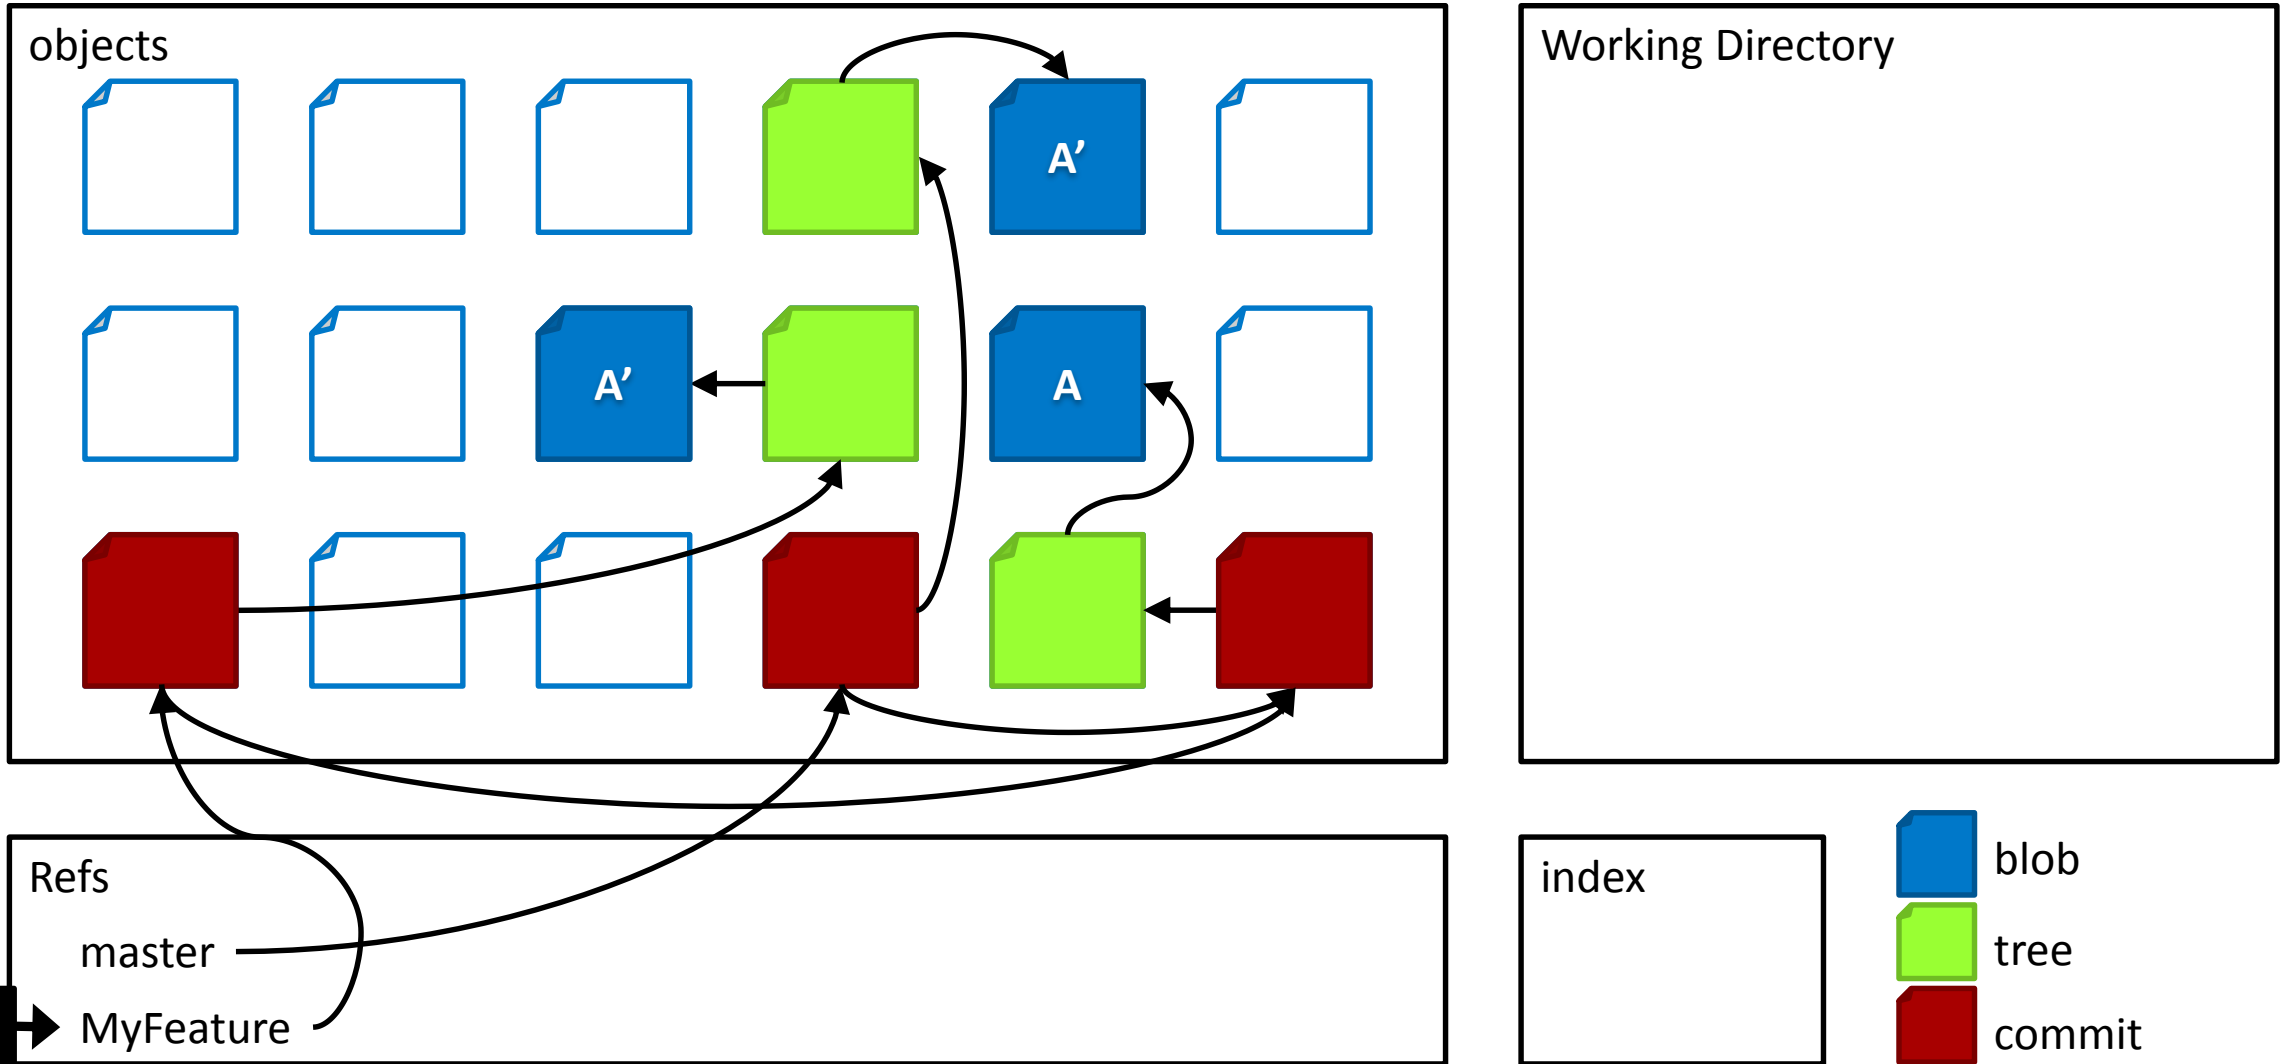 objects
Working Directory
A’
A’
A
Refs
master
MyFeature
index
blob
tree
commit